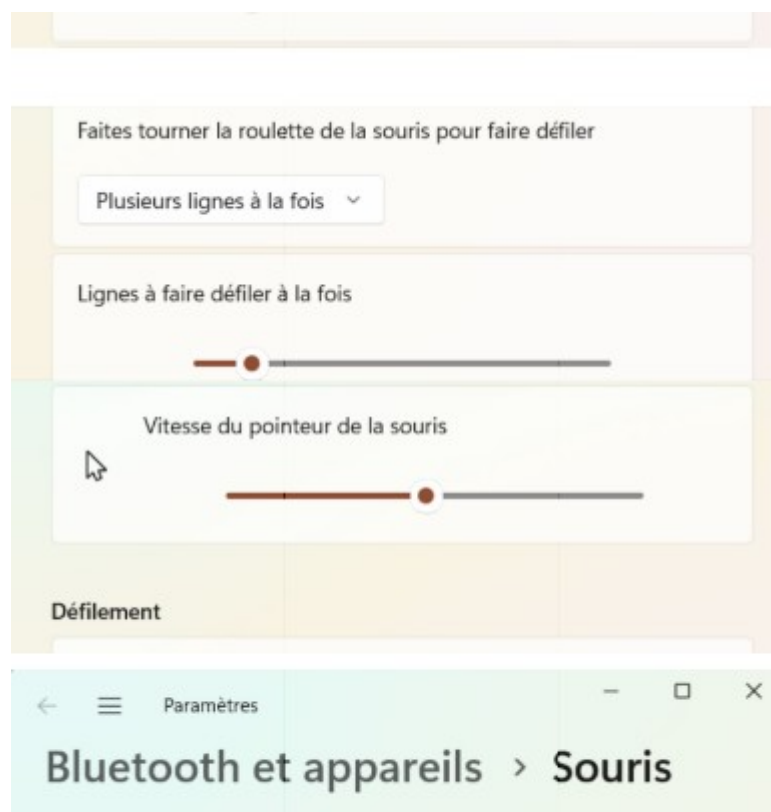 Faites tourner la roulette de la souris pour faire défiler
Plusieurs lignes à la fois
Lignes à faire défiler à la fois
Vitesse du pointeur de la souris
Défilement
Paramètres
Bluetooth et appareils > Souris